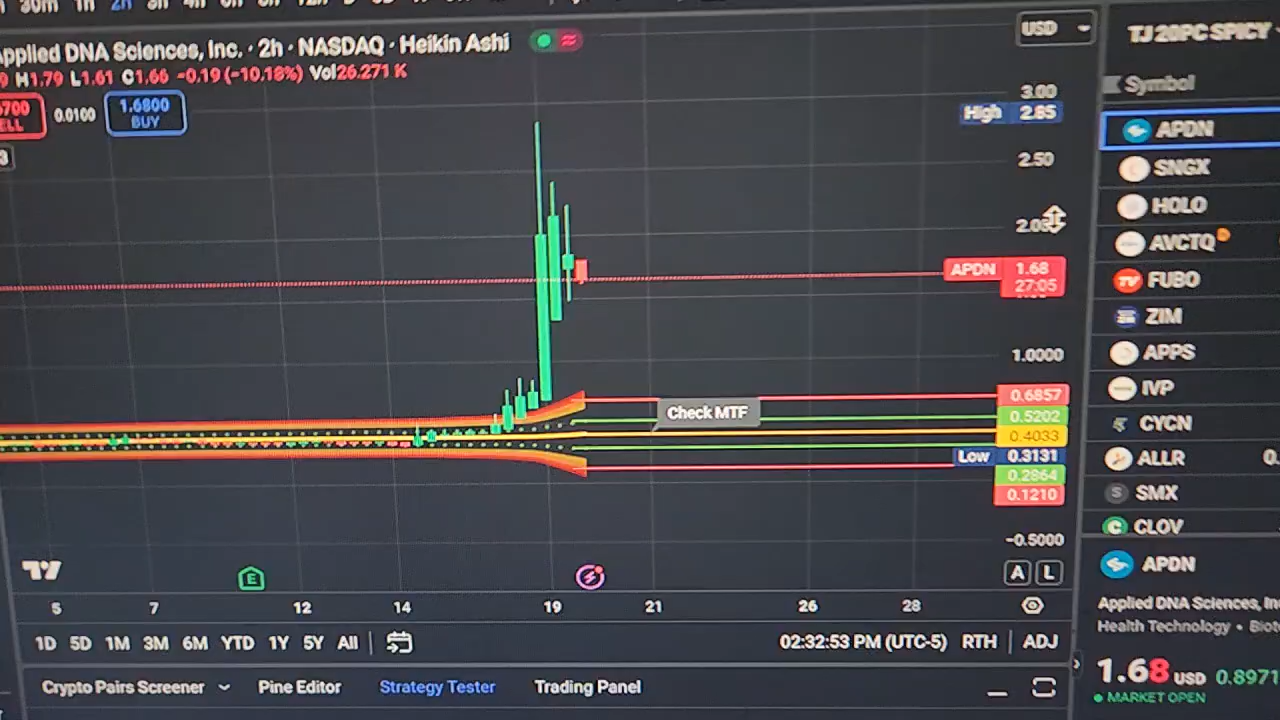 30m 1h 2h 3h
Applied DNA Sciences, Inc. · 2h · NASDAQ · Heikin Ashi
H1.79 L1.61 C1.66 -0.19 (-10.18%) Vol26.271 K
0.0100
1.6800
BUY
USD
3.00
High 2.85
2.50
APDN 1.68
27:05
1.0000
0.6857
Check MTF
0.5202
0.4033
Low 0.3131
0.2864
0.1210
-0.5000
A L
E
5 7 12 14 19 21 26 28
1D 5D 1M 3M 6M YTD 1Y 5Y All
02:32:53 PM (UTC-5) RTH ADJ
Crypto Pairs Screener Pine Editor Strategy Tester Trading Panel
TJ 20PC SPICY
Symbol
APDN
SNGX
HOLO
AVCTQ
FUBO
ZIM
APPS
IVP
CYCN
ALLR
SMX
CLOV
APDN
Applied DNA Sciences,
Health Technology •
1.68 USD 0.8971
MARKET OPEN